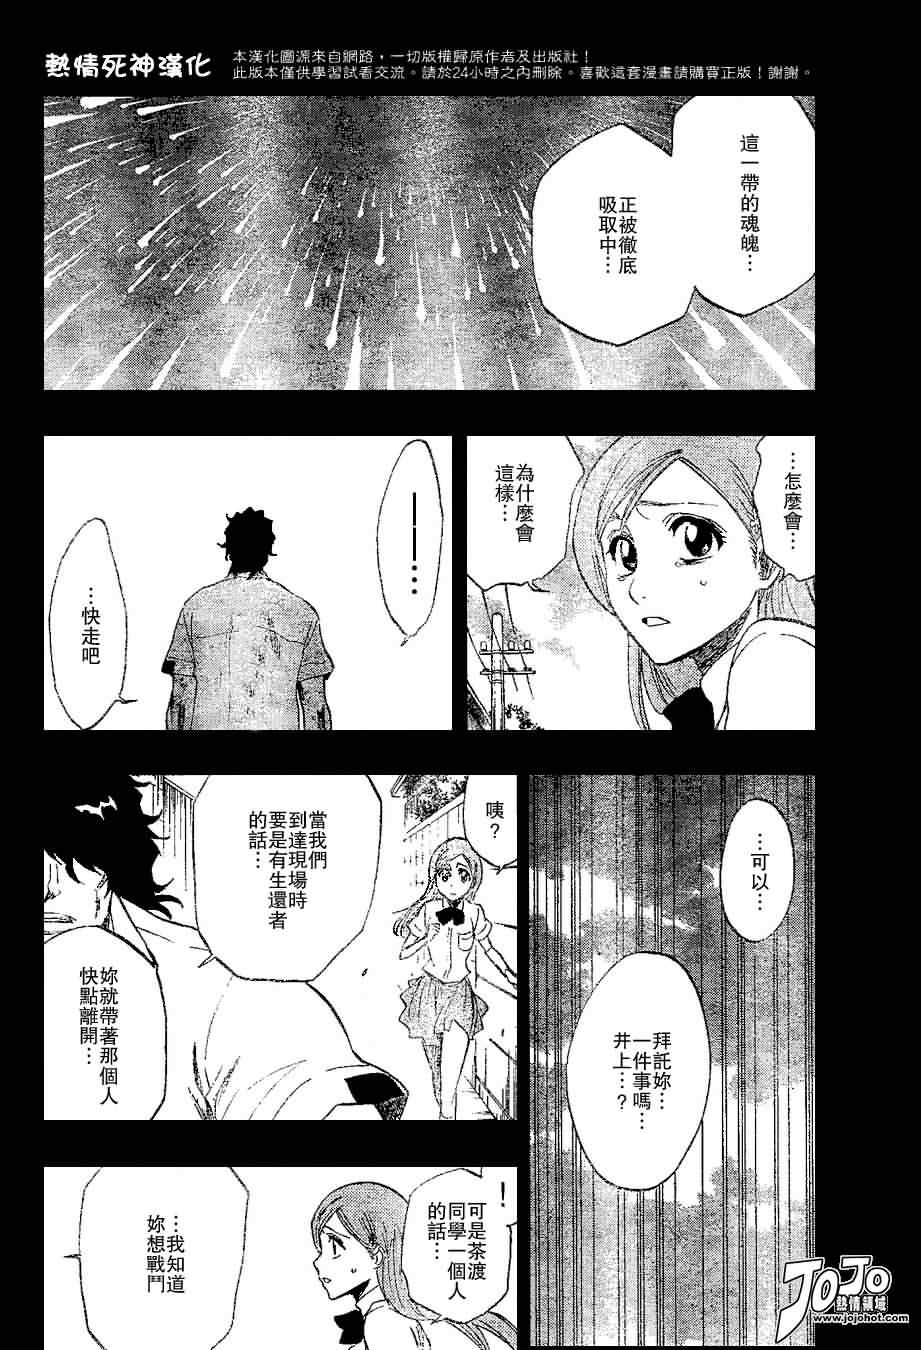 熱情死神漢化
本漢化圖源來自網路，一切版權歸原作者及出版社！
此版本僅供學習試看交流。請於24小時之內刪除。喜歡這套漫畫請購買正版！謝謝。
這一帶的魂魄…
正被徹底
吸取中…
…怎麼會…
為什麼會
這樣…
——……
…快走吧
…可以…
拜託妳…
一件事嗎…
井上…？
咦？
當我們
到達現場時
要是有生還者
的話…
妳就帶著那個人
快點離開…
！
可是茶渡
同學一個人
的話…
…我知道
妳想戰鬥
JOJO
熱情領域
www.jojohot.com